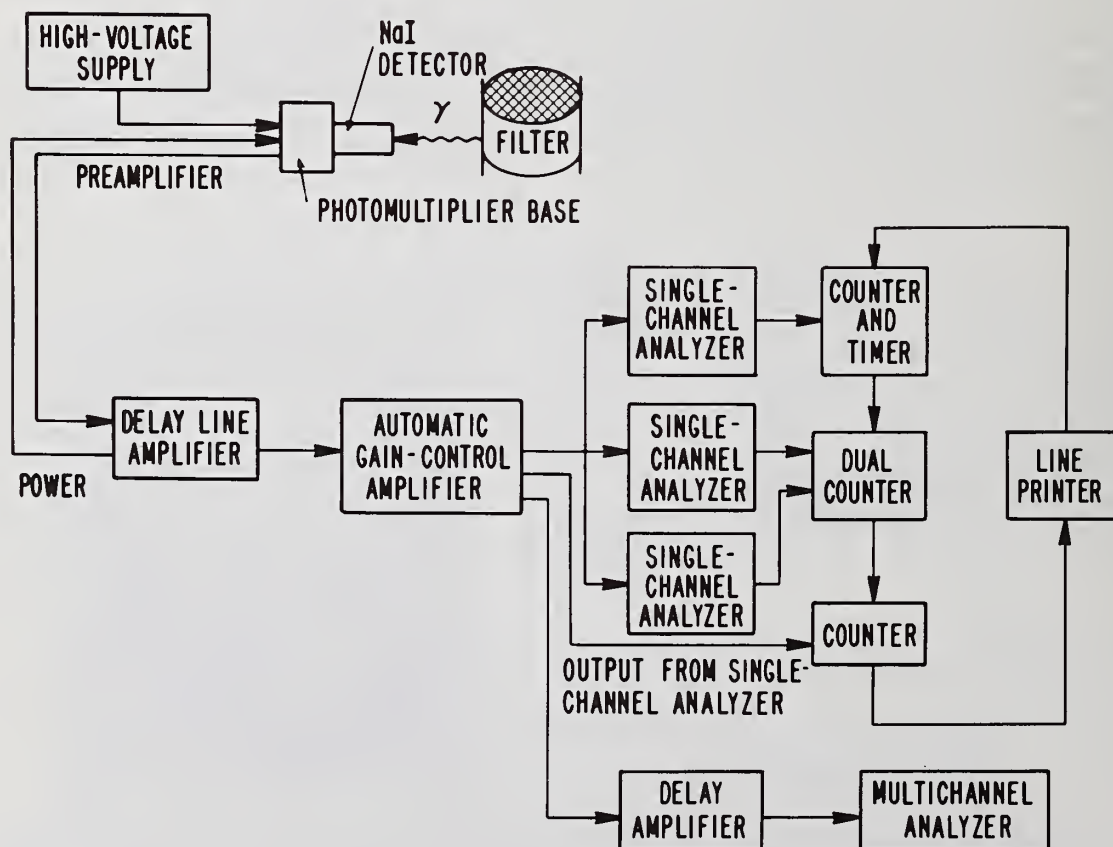 HIGH-VOLTAGE
SUPPLY
NaI
DETECTOR
γ
FILTER
PREAMPLIFIER
PHOTOMULTIPLIER BASE
SINGLE-
CHANNEL
ANALYZER
COUNTER
AND
TIMER
DELAY LINE
AMPLIFIER
POWER
AUTOMATIC
GAIN-CONTROL
AMPLIFIER
SINGLE-
CHANNEL
ANALYZER
DUAL
COUNTER
LINE
PRINTER
SINGLE-
CHANNEL
ANALYZER
COUNTER
OUTPUT FROM SINGLE-
CHANNEL ANALYZER
DELAY
AMPLIFIER
MULTICHANNEL
ANALYZER